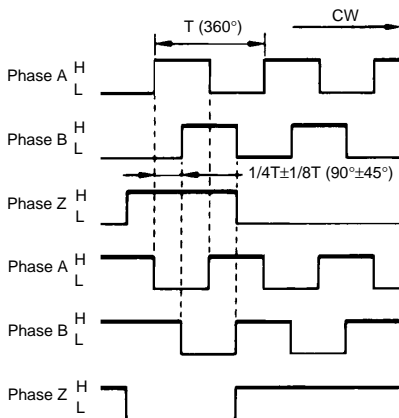 T (360°)
CW
Phase A H
L
Phase B H
L
1/4T±1/8T (90°±45°)
Phase Z H
L
Phase A H
L
Phase B H
L
Phase Z H
L